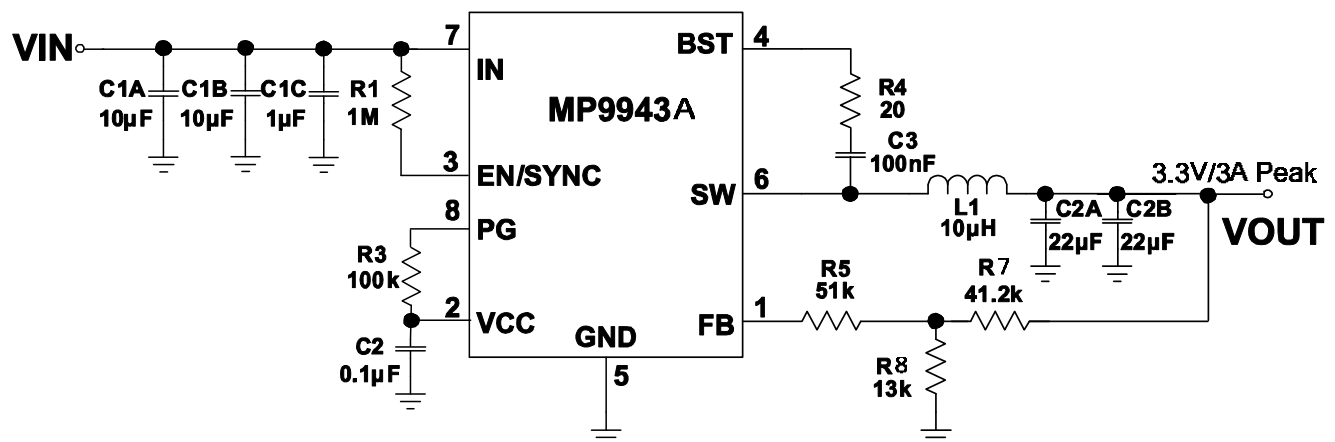 VIN
C1A
10µF
C1B
10µF
C1C
1µF
R1
1M
7
IN
3
EN/SYNC
8
PG
R3
100k
2
VCC
C2
0.1µF
MP9943A
GND
5
BST
4
R4
20
C3
100nF
SW
6
L1
10µH
C2A
22µF
C2B
22µF
3.3V/3A Peak
VOUT
FB
1
R5
51k
R7
41.2k
R8
13k